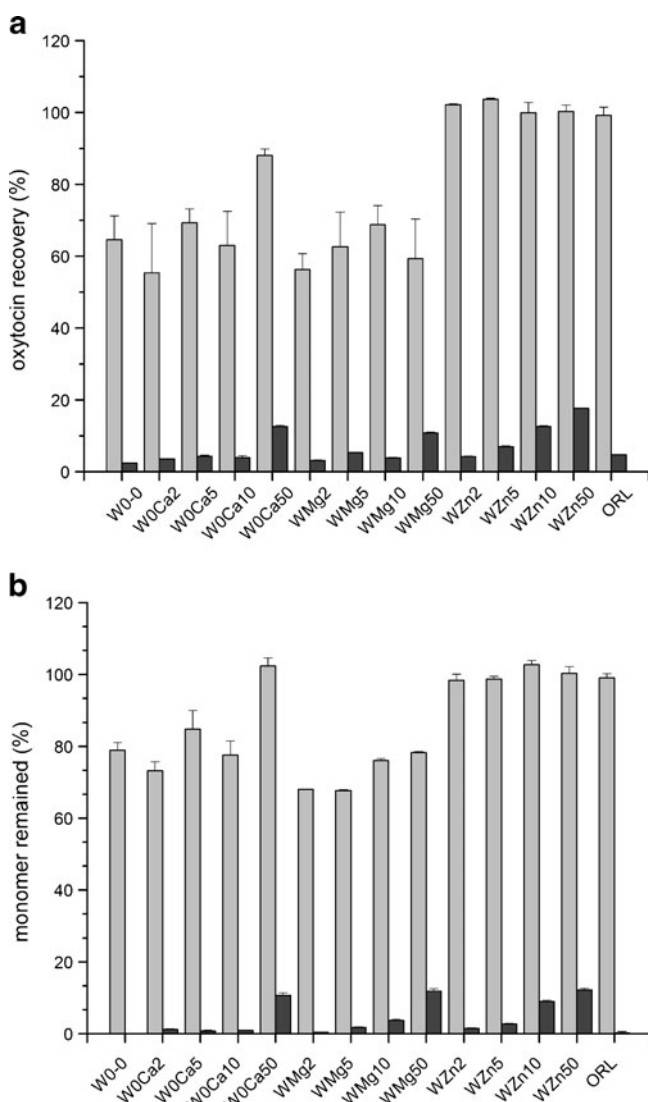 a
120
100
80
60
40
20
0
oxytocin recovery (%)
W0-0
W0Ca2
W0Ca5
W0Ca10
W0Ca50
WMg2
WMg5
WMg10
WMg50
WZn2
WZn5
WZn10
WZn50
ORL
b
120
100
80
60
40
20
0
monomer remained (%)
W0-0
W0Ca2
W0Ca5
W0Ca10
W0Ca50
WMg2
WMg5
WMg10
WMg50
WZn2
WZn5
WZn10
WZn50
ORL